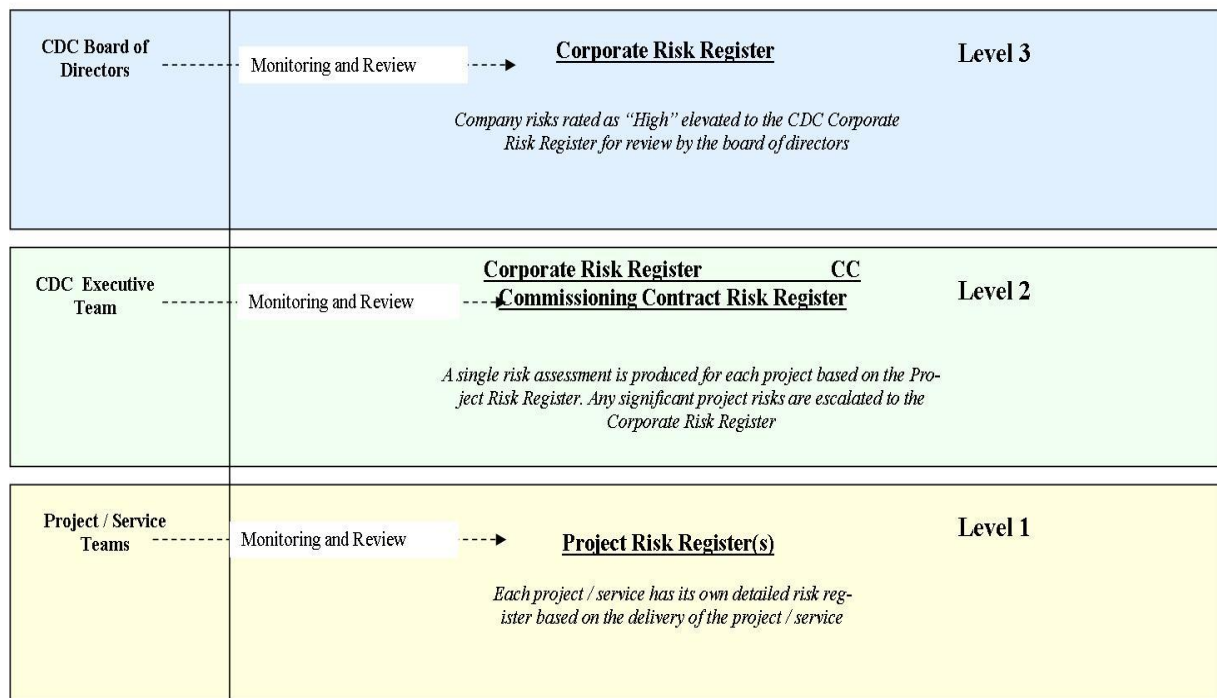 CDC Board of
Directors
Monitoring and Review
Corporate Risk Register
Level 3
Company risks rated as “High” elevated to the CDC Corporate
Risk Register for review by the board of directors
CDC Executive
Team
Monitoring and Review
Corporate Risk Register CC
Commissioning Contract Risk Register
Level 2
A single risk assessment is produced for each project based on the Pro-
ject Risk Register. Any significant project risks are escalated to the
Corporate Risk Register
Project / Service
Teams
Monitoring and Review
Project Risk Register(s)
Level 1
Each project / service has its own detailed risk reg-
ister based on the delivery of the project / service